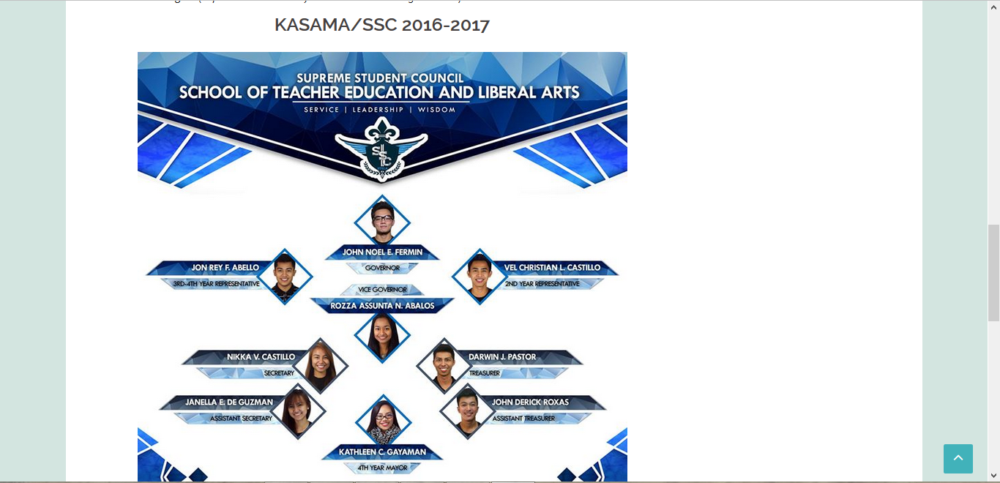 KASAMA/SSC 2016-2017
SUPREME STUDENT COUNCIL
SCHOOL OF TEACHER EDUCATION AND LIBERAL ARTS
SERVICE | LEADERSHIP | WISDOM
SSC
JOHN NOEL E. FERMIN
GOVERNOR
JON REY F. ABELLO
3RD-4TH YEAR REPRESENTATIVE
VEL CHRISTIAN L. CASTILLO
2ND YEAR REPRESENTATIVE
VICE GOVERNOR
ROZZA ASSUNTA N. ABALOS
NIKKA V. CASTILLO
SECRETARY
DARWIN J. PASTOR
TREASURER
JANELLA E. DE GUZMAN
ASSISTANT SECRETARY
JOHN DERICK ROXAS
ASSISTANT TREASURER
KATHLEEN C. GAYAMAN
4TH YEAR MAYOR